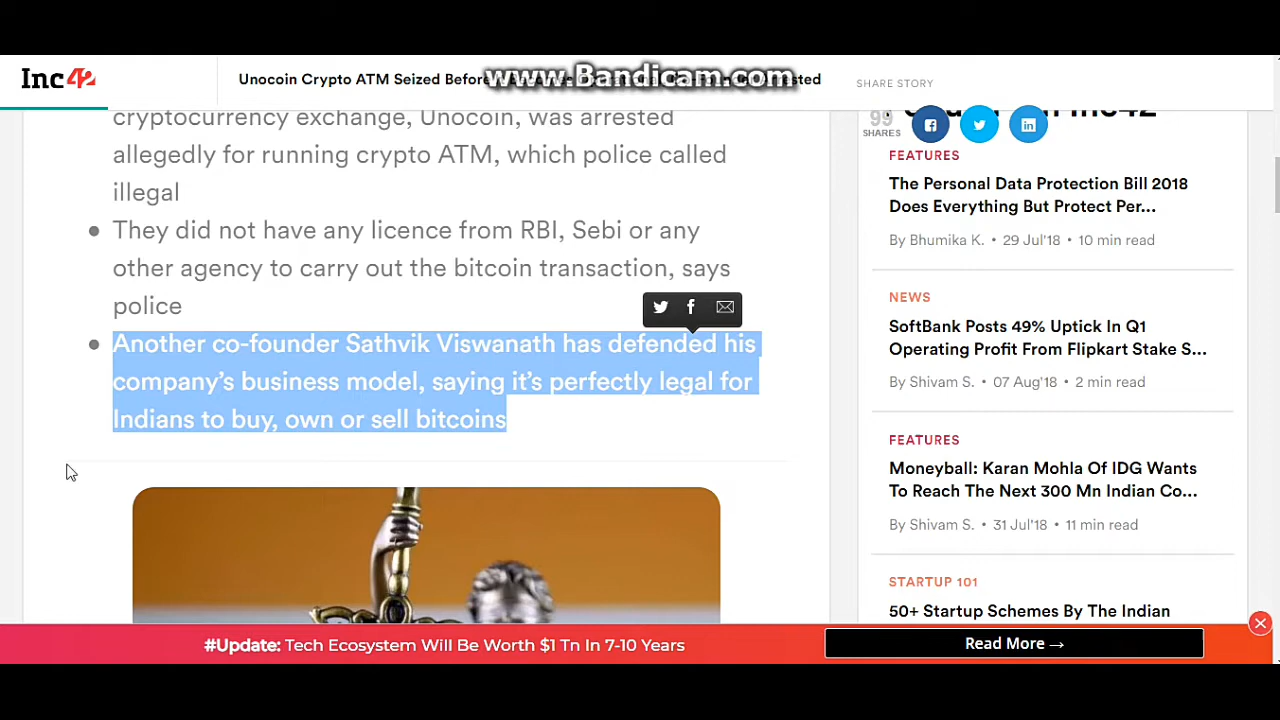 www.Bandicam.com
Inc42
Unocoin Crypto ATM Seized Before
SHARE STORY
cryptocurrency exchange, Unocoin, was arrested
allegedly for running crypto ATM, which police called
illegal
They did not have any licence from RBI, Sebi or any
other agency to carry out the bitcoin transaction, says
police
Another co-founder Sathvik Viswanath has defended his
company's business model, saying it's perfectly legal for
Indians to buy, own or sell bitcoins
99
SHARES
Inc42
FEATURES
The Personal Data Protection Bill 2018
Does Everything But Protect Per...
By Bhumika K. • 29 Jul'18 • 10 min read
NEWS
SoftBank Posts 49% Uptick In Q1
Operating Profit From Flipkart Stake S...
By Shivam S. • 07 Aug'18 • 2 min read
FEATURES
Moneyball: Karan Mohla Of IDG Wants
To Reach The Next 300 Mn Indian Co...
By Shivam S. • 31 Jul'18 • 11 min read
STARTUP 101
50+ Startup Schemes By The Indian
#Update: Tech Ecosystem Will Be Worth $1 Tn In 7-10 Years
Read More →